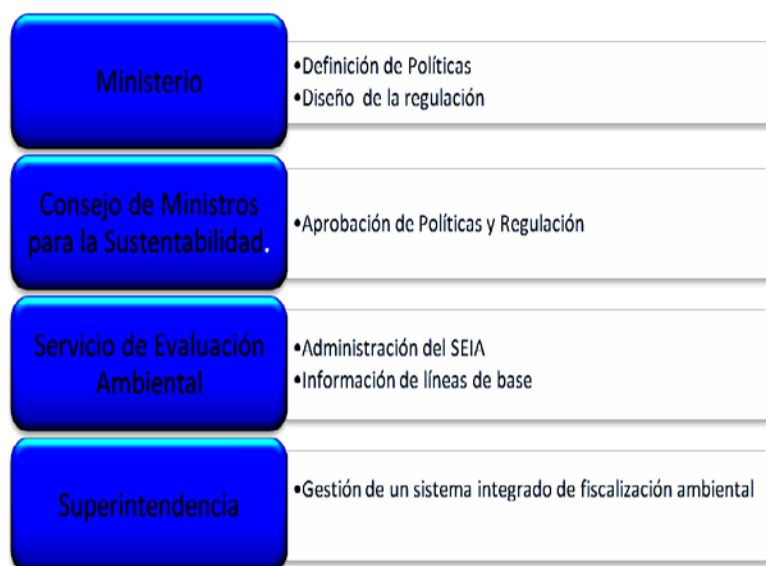 Ministerio
•Definición de Políticas
•Diseño de la regulación
Consejo de Ministros
para la Sustentabilidad.
•Aprobación de Políticas y Regulación
Servicio de Evaluación
Ambiental
•Administración del SEIA
•Información de líneas de base
Superintendencia
•Gestión de un sistema integrado de fiscalización ambiental